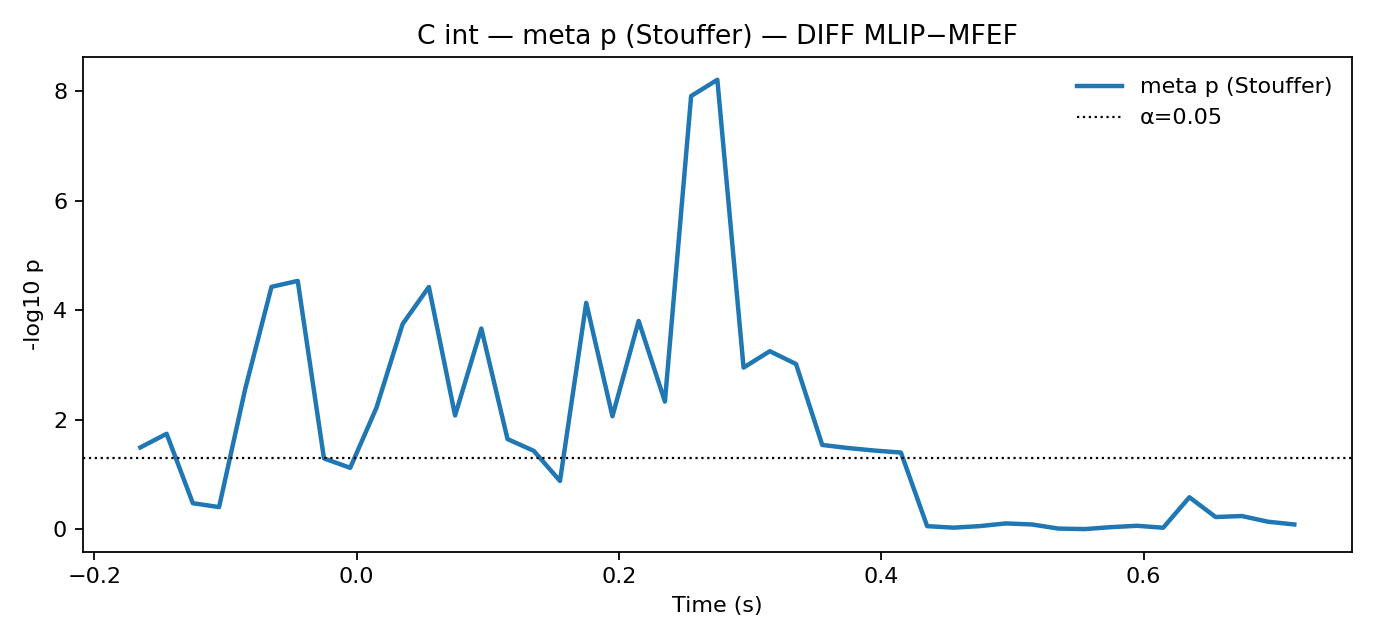 C int — meta p (Stouffer) — DIFF MLIP−MFEF
meta p (Stouffer)
α=0.05
8
6
4
2
0
-log10 p
−0.2
0.0
0.2
0.4
0.6
Time (s)